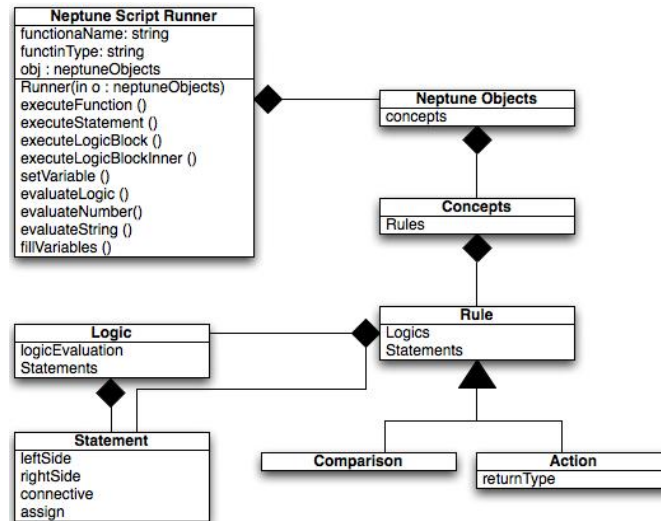 Neptune Script Runner
functionaName: string
functinType: string
obj : neptuneObjects
Runner(in o : neptuneObjects)
executeFunction ()
executeStatement ()
executeLogicBlock ()
executeLogicBlockInner ()
setVariable ()
evaluateLogic ()
evaluateNumber()
evaluateString ()
fillVariables ()
Neptune Objects
concepts
Concepts
Rules
Rule
Logics
Statements
Logic
logicEvaluation
Statements
Statement
leftSide
rightSide
connective
assign
Comparison
Action
returnType